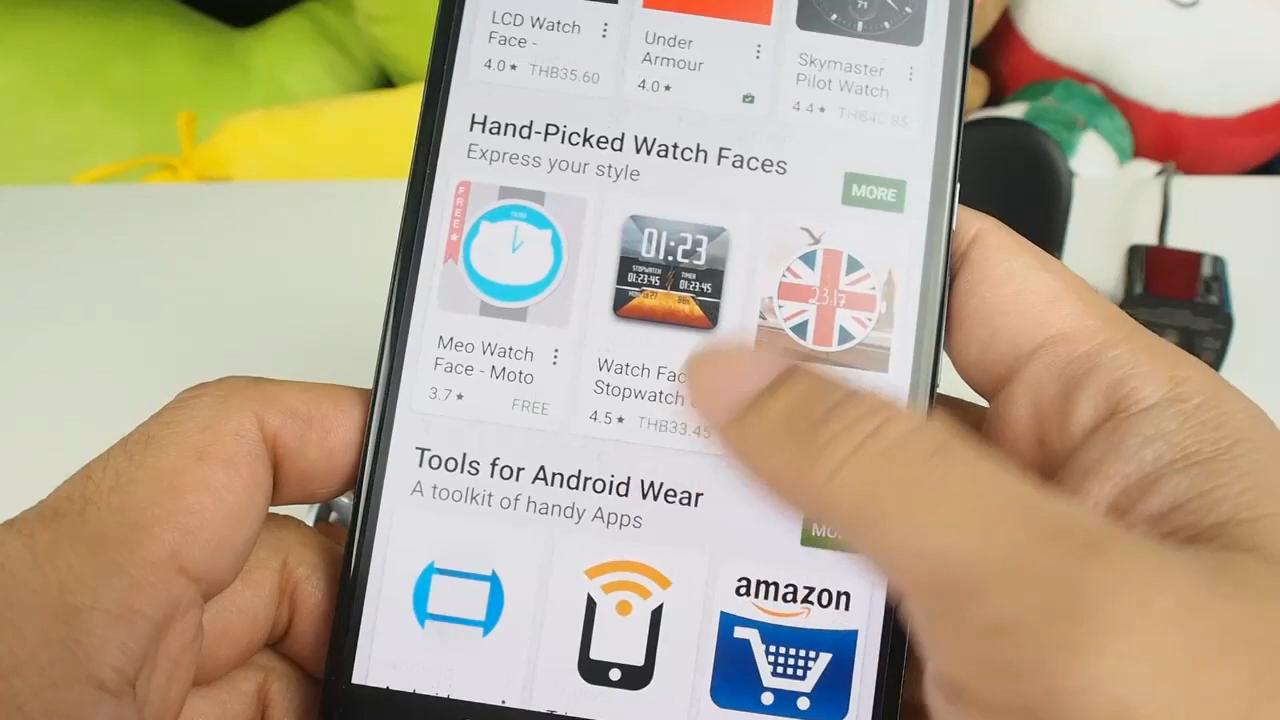 LCD Watch
Face -
4.0★ THB35.60
Under
Armour
4.0★
71
Skymaster
Pilot Watch
4.4★
Hand-Picked Watch Faces
Express your style
MORE
FREE★
Meo Watch
Face - Moto
3.7★ FREE
01:23
STOPWATCH TIMER
01:23:45 01:23:45
Watch Fac
Stopwatch
4.5★ THB33.45
23:17
Tools for Android Wear
A toolkit of handy Apps
amazon